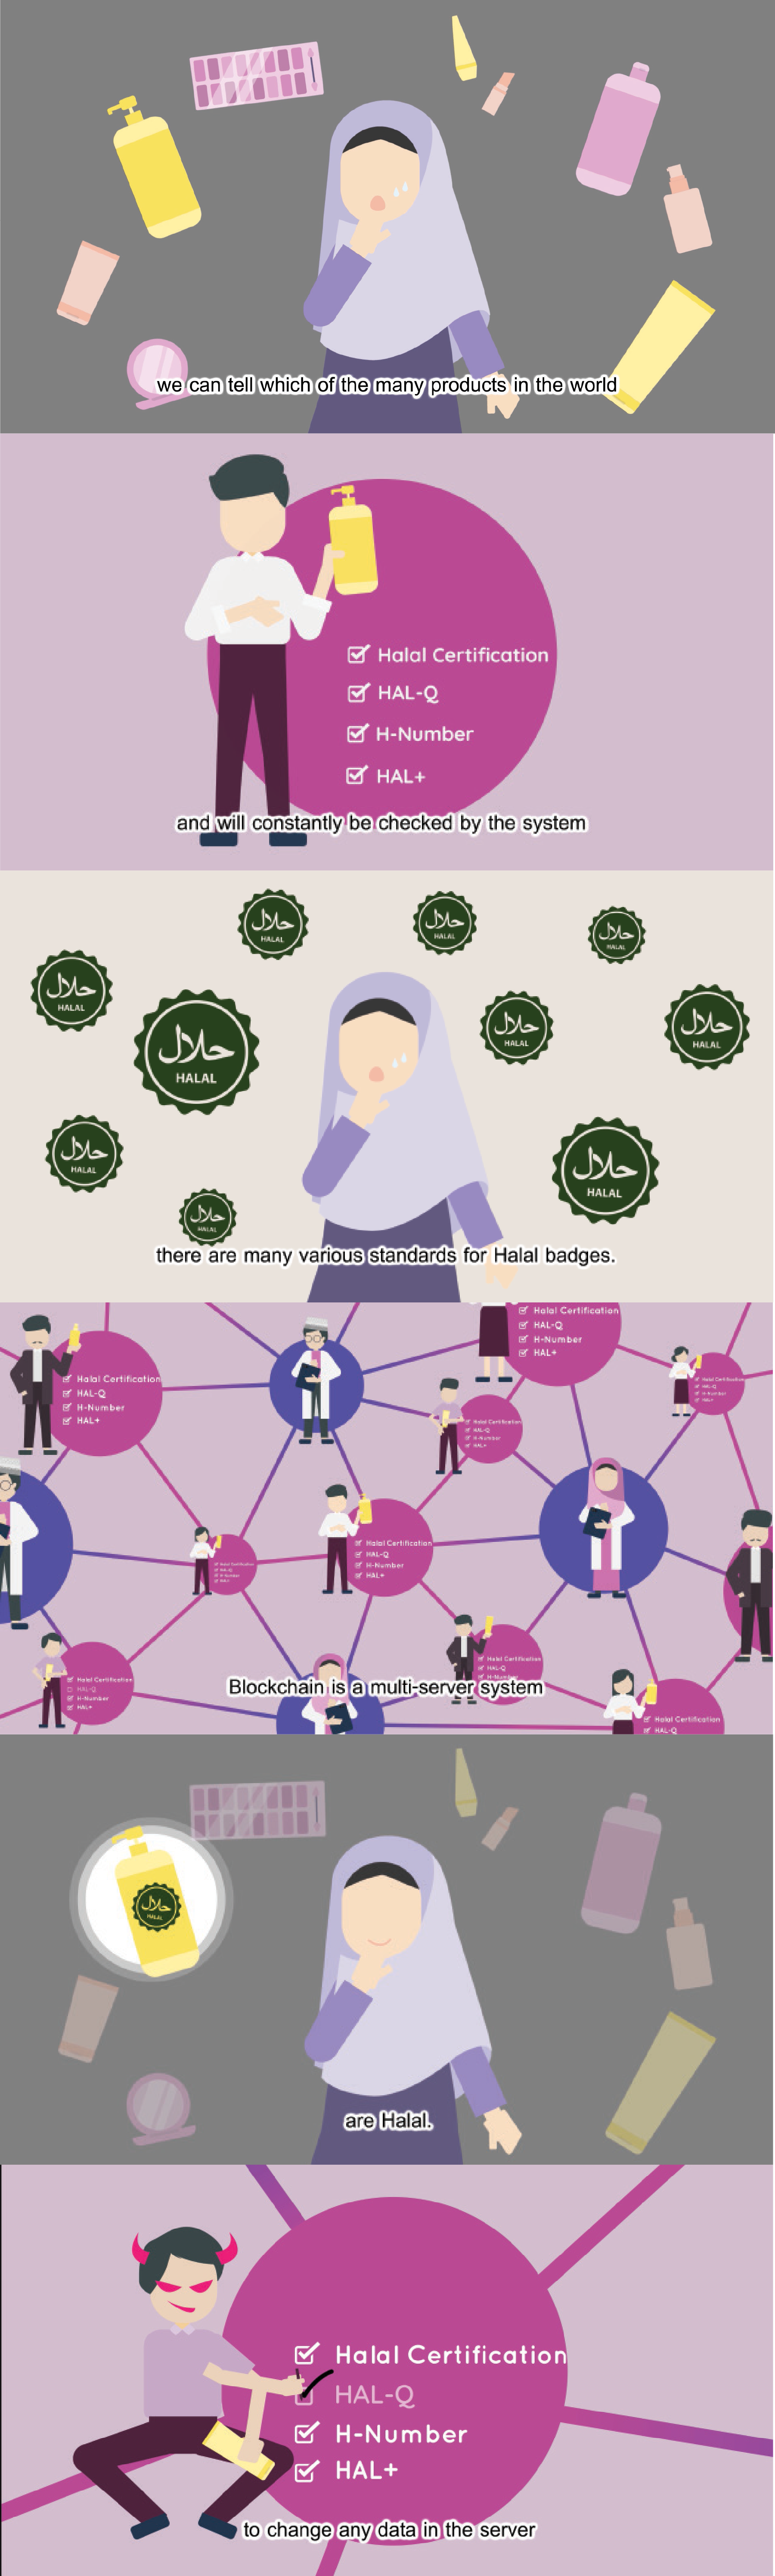 we can tell which of the many products in the world
Halal Certification
HAL-Q
H-Number
HAL+
and will constantly be checked by the system
حلال
HALAL
حلال
HALAL
حلال
HALAL
حلال
HALAL
حلال
HALAL
حلال
HALAL
حلال
HALAL
حلال
HALAL
حلال
HALAL
حلال
HALAL
there are many various standards for Halal badges.
Halal Certification
HAL-Q
H-Number
HAL+
Halal Certification
HAL-Q
H-Number
HAL+
Halal Certification
HAL-Q
H-Number
HAL+
Halal Certification
HAL-Q
H-Number
HAL+
Halal Certification
HAL-Q
H-Number
HAL+
Halal Certification
HAL-Q
H-Number
HAL+
Halal Certification
HAL-Q
H-Number
Halal Certification
HAL-Q
H-Number
HAL+
Blockchain is a multi-server system
Halal Certification
HAL-Q
حلال
HALAL
are Halal.
Halal Certification
HAL-Q
H-Number
HAL+
to change any data in the server